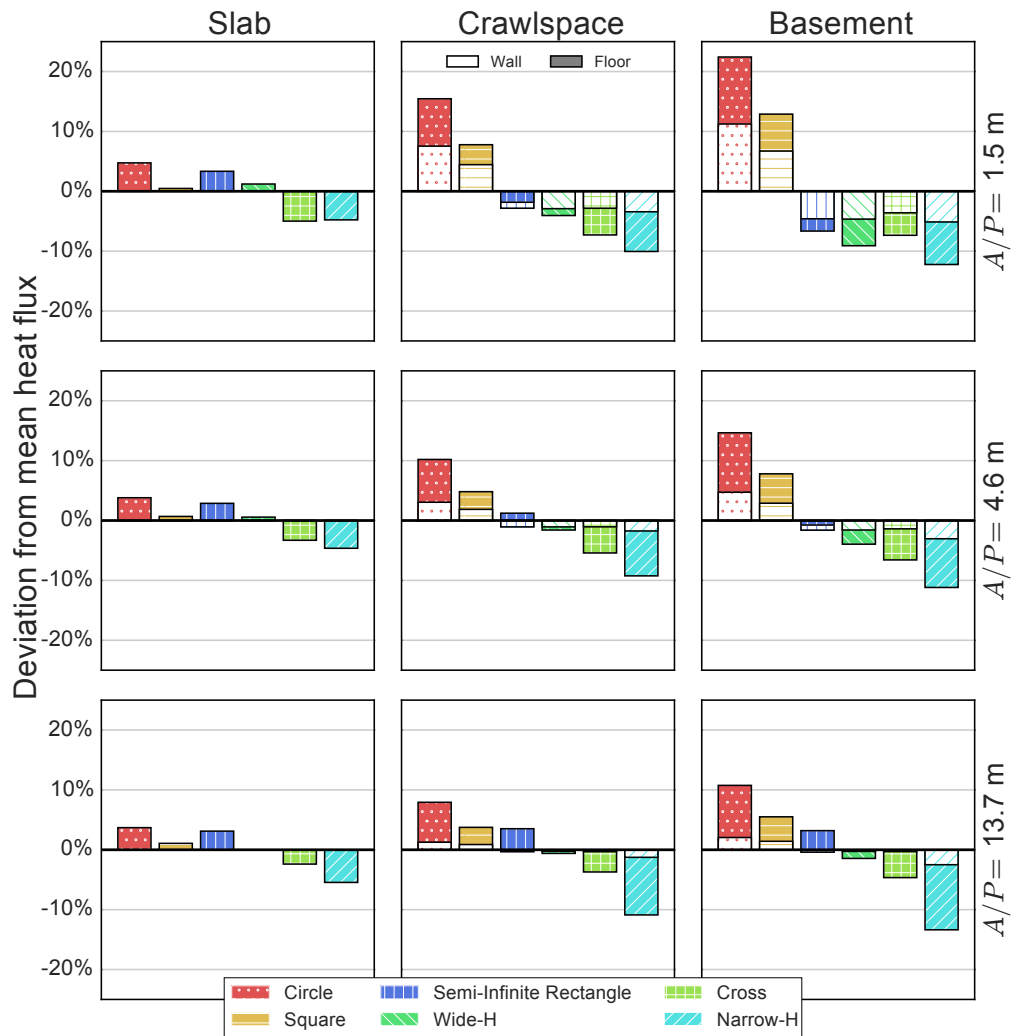 Slab Crawlspace Basement
Wall Floor
20%
10%
0%
-10%
-20%
A/P= 1.5 m
20%
10%
0%
-10%
-20%
A/P= 4.6 m
20%
10%
0%
-10%
-20%
A/P= 13.7 m
Deviation from mean heat flux
Circle Semi-Infinite Rectangle Cross
Square Wide-H Narrow-H